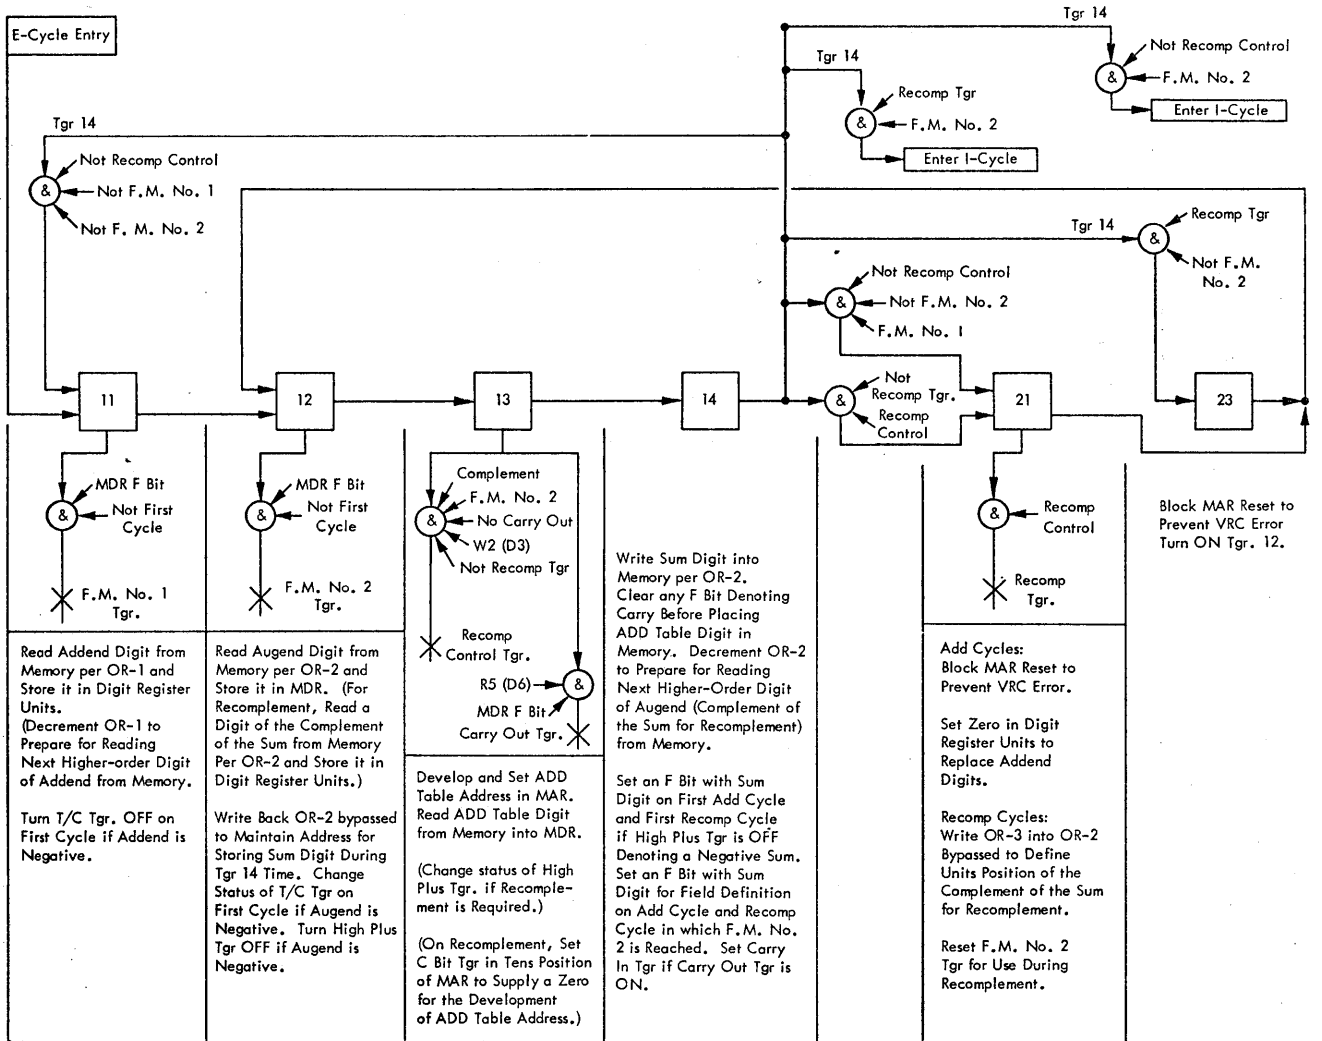 E-Cycle Entry
Tgr 14
Not Recomp Control
F.M. No. 2
&
Enter I-Cycle
Tgr 14
Recomp Tgr
F.M. No. 2
&
Enter I-Cycle
Tgr 14
Not Recomp Control
&
Not F.M. No. 1
Not F. M. No. 2
Tgr 14
Recomp Tgr
&
Not F.M.
No. 2
Not Recomp Control
&
Not F.M. No. 2
F.M. No. 1
Not
Recomp Tgr.
&
Recomp
Control
11
12
13
14
21
23
MDR F Bit
&
Not First
Cycle
F.M. No. 1
Tgr.
MDR F Bit
&
Not First
Cycle
F.M. No. 2
Tgr.
Complement
F.M. No. 2
&
No Carry Out
W2 (D3)
Not Recomp Tgr
Recomp
Control Tgr.
R5 (D6)
&
MDR F Bit
Carry Out Tgr.
&
Recomp
Control
Recomp
Tgr.
Read Addend Digit from
Memory per OR-1 and
Store it in Digit Register
Units.
(Decrement OR-1 to
Prepare for Reading
Next Higher-order Digit
of Addend from Memory.
Turn T/C Tgr. OFF on
First Cycle if Addend is
Negative.
Read Augend Digit from
Memory per OR-2 and
Store it in MDR. (For
Recomplement, Read a
Digit of the Complement
of the Sum from Memory
Per OR-2 and Store it in
Digit Register Units.)
Write Back OR-2 bypassed
to Maintain Address for
Storing Sum Digit During
Tgr 14 Time. Change
Status of T/C Tgr on
First Cycle if Augend is
Negative. Turn High Plus
Tgr OFF if Augend is
Negative.
Develop and Set ADD
Table Address in MAR.
Read ADD Table Digit
from Memory into MDR.
(Change status of High
Plus Tgr. if Recomple-
ment is Required.)
(On Recomplement, Set
C Bit Tgr in Tens Position
of MAR to Supply a Zero
for the Development
of ADD Table Address.)
Write Sum Digit into
Memory per OR-2.
Clear any F Bit Denoting
Carry Before Placing
ADD Table Digit in
Memory. Decrement OR-2
to Prepare for Reading
Next Higher-Order Digit
of Augend (Complement of
the Sum for Recomplement)
from Memory.
Set an F Bit with Sum
Digit on First Add Cycle
and First Recomp Cycle
if High Plus Tgr is OFF
Denoting a Negative Sum.
Set an F Bit with Sum
Digit for Field Definition
on Add Cycle and Recomp
Cycle in which F.M. No.
2 is Reached. Set Carry
In Tgr if Carry Out Tgr is
ON.
Add Cycles:
Block MAR Reset to
Prevent VRC Error.
Set Zero in Digit
Register Units to
Replace Addend
Digits.
Recomp Cycles:
Write OR-3 into OR-2
Bypassed to Define
Units Position of the
Complement of the Sum
for Recomplement.
Reset F.M. No. 2
Tgr for Use During
Recomplement.
Block MAR Reset to
Prevent VRC Error
Turn ON Tgr. 12.